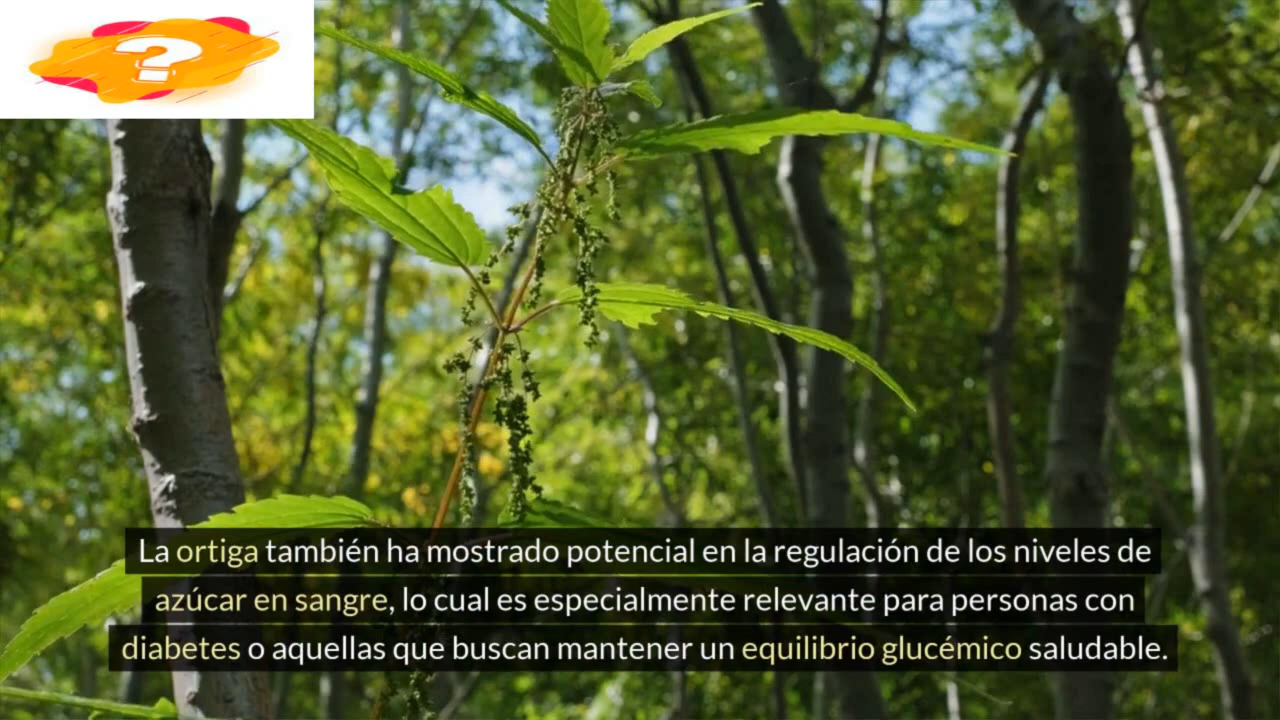 ?
La ortiga también ha mostrado potencial en la regulación de los niveles de
azúcar en sangre, lo cual es especialmente relevante para personas con
diabetes o aquellas que buscan mantener un equilibrio glucémico saludable.